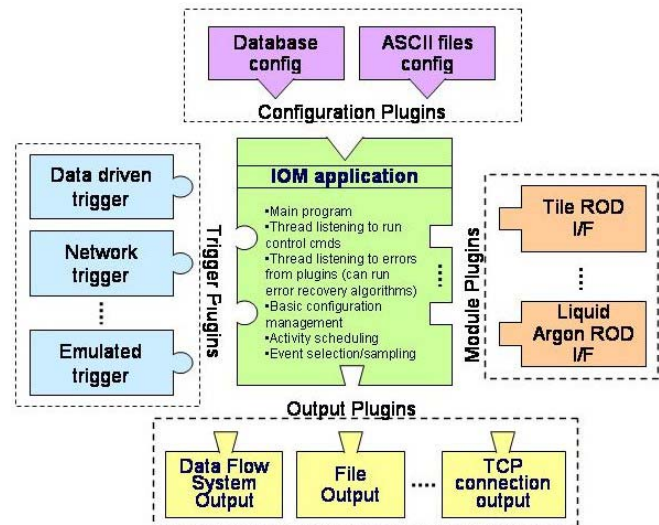 Database
config
ASCII files
config
Configuration Plugins
Data driven
trigger
Network
trigger
Emulated
trigger
Trigger Plugins
IOM application
▪Main program
▪Thread listening to run
control cmds
▪Thread listening to errors
from plugins (can run
error recovery algorithms)
▪Basic configuration
management
▪Activity scheduling
▪Event selection/sampling
Module Plugins
Tile ROD
I/F
Liquid
Argon ROD
I/F
Output Plugins
Data Flow
System
Output
File
Output
TCP
connection
output